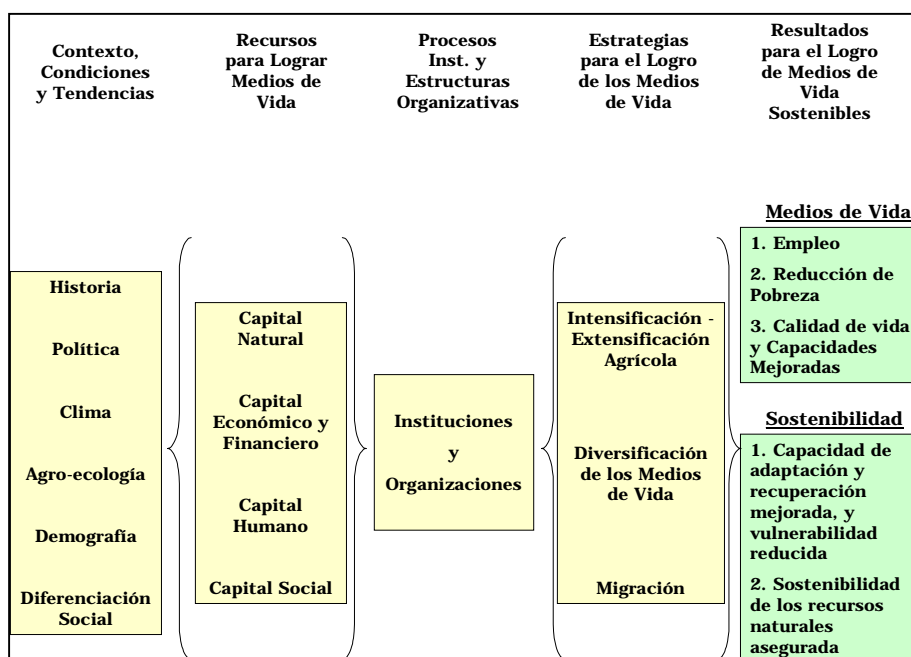 Contexto,
Condiciones
y Tendencias
Recursos
para Lograr
Medios de
Vida
Procesos
Inst. y
Estructuras
Organizativas
Estrategias
para el Logro
de los Medios
de Vida
Resultados
para el Logro
de Medios de
Vida
Sostenibles
Historia
Política
Clima
Agro-ecología
Demografía
Diferenciación
Social
Capital
Natural
Capital
Económico y
Financiero
Capital
Humano
Capital Social
Instituciones
y
Organizaciones
Intensificación -
Extensificación
Agrícola
Diversificación
de los Medios
de Vida
Migración
Medios de Vida
1. Empleo
2. Reducción de
Pobreza
3. Calidad de vida
y Capacidades
Mejoradas
Sostenibilidad
1. Capacidad de
adaptación y
recuperación
mejorada, y
vulnerabilidad
reducida
2. Sostenibilidad
de los recursos
naturales
asegurada